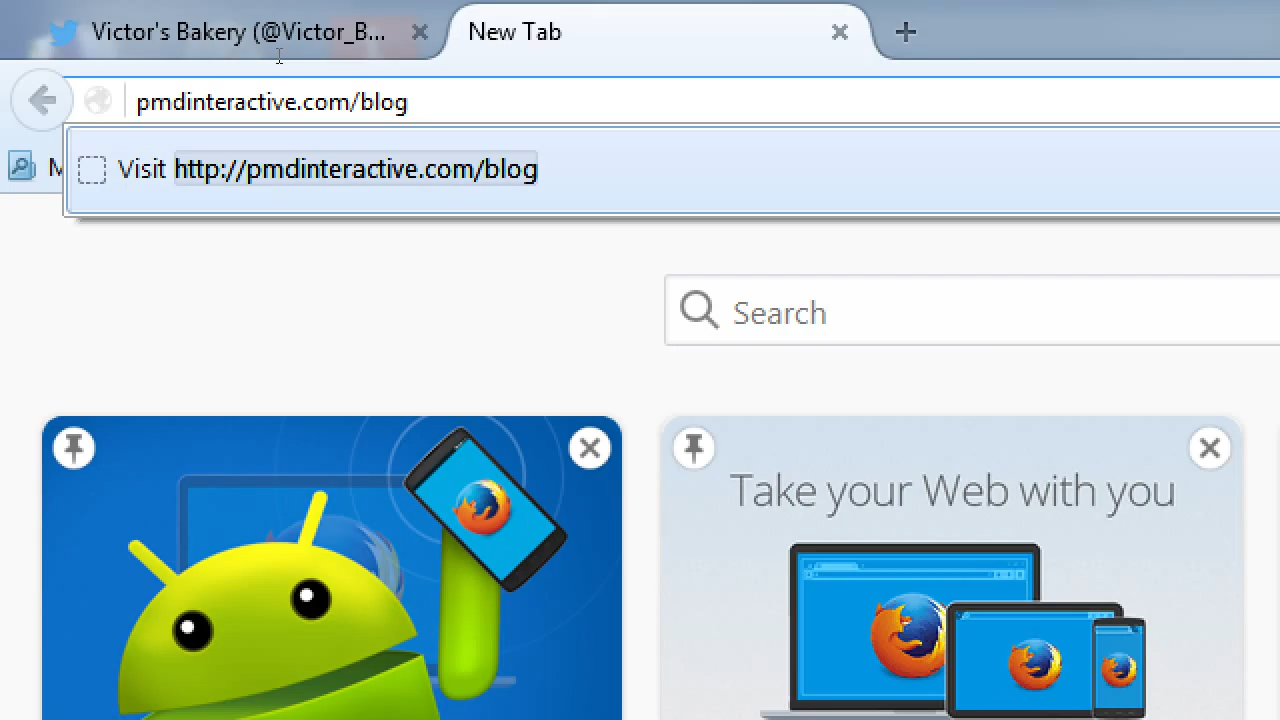 Victor's Bakery (@Victor_B...
New Tab
pmdinteractive.com/blog
M
Visit http://pmdinteractive.com/blog
Search
Take your Web with you